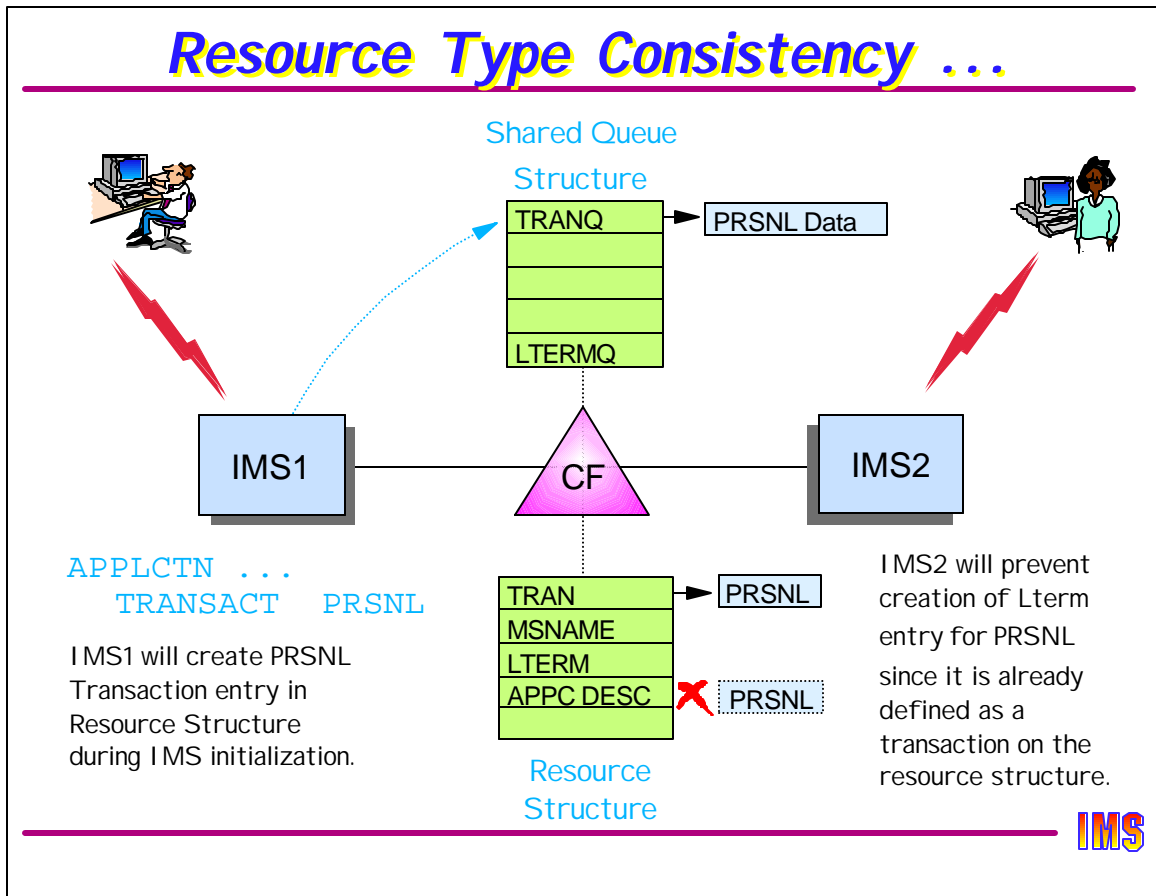 Resource Type Consistency ...
Shared Queue
Structure
TRANQ
PRSNL Data
LTERMQ
IMS1
CF
IMS2
APPLCTN ...
TRANSACT PRSNL
IMS1 will create PRSNL
Transaction entry in
Resource Structure
during IMS initialization.
TRAN
PRSNL
MSNAME
LTERM
APPC DESC
PRSNL
Resource
Structure
IMS2 will prevent
creation of Lterm
entry for PRSNL
since it is already
defined as a
transaction on the
resource structure.
IMS